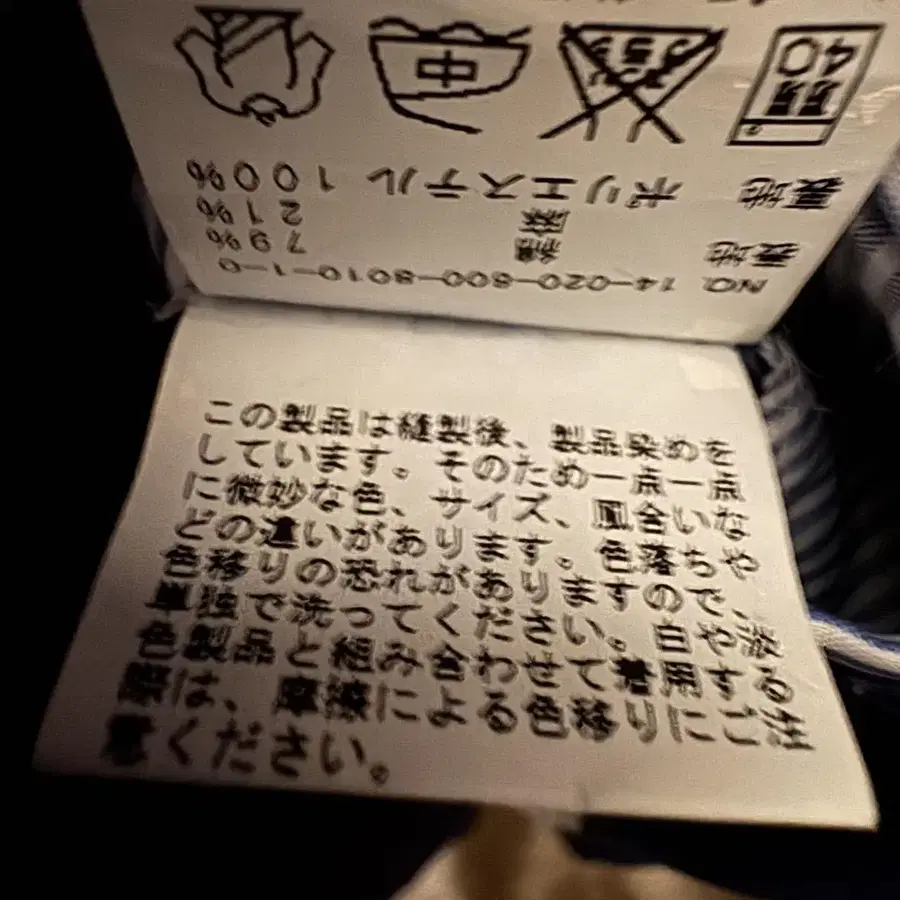 NO. 14-020-800-8010-1-0
表地 綿 79%
麻 21%
裏地 ポリエステル 100%
弱
40
中
この製品は縫製後、製品染めを
しています。そのため一点一点
に微妙な色、サイズ、風合いな
どの違いがあります。色落ちや
色移りの恐れがありますので、
単独で洗ってください。白や淡
色製品と組み合わせて着用する
際は、摩擦による色移りにご注
意ください。